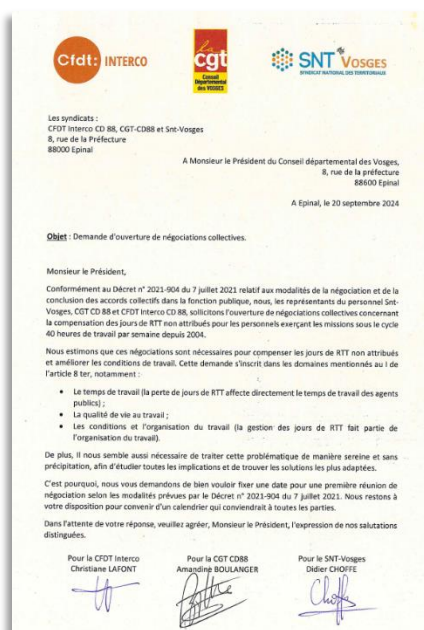 Cfdt:
INTERCO
la
cgt
Conseil
Départemental
des VOSGES
SNT VOSGES
SYNDICAT NATIONAL DES TERRITORIAUX
Les syndicats :
CFDT Interco CD 88, CGT-CD88 et Snt-Vosges
8, rue de la Préfecture
88000 Epinal
A Monsieur le Président du Conseil départemental des Vosges,
8, rue de la préfecture
88600 Epinal
A Epinal, le 20 septembre 2024
Objet : Demande d'ouverture de négociations collectives.
Monsieur le Président,
Conformément au Décret n° 2021-904 du 7 juillet 2021 relatif aux modalités de la négociation et de la
conclusion des accords collectifs dans la fonction publique, nous, les représentants du personnel Snt-
Vosges, CGT CD 88 et CFDT Interco CD 88, sollicitons l'ouverture de négociations collectives concernant
la compensation des jours de RTT non attribués pour les personnels exerçant les missions sous le cycle
40 heures de travail par semaine depuis 2004.
Nous estimons que ces négociations sont nécessaires pour compenser les jours de RTT non attribués
et améliorer les conditions de travail. Cette demande s'inscrit dans les domaines mentionnés au I de
l'article 8 ter, notamment :
• Le temps de travail (la perte de jours de RTT affecte directement le temps de travail des agents
publics) ;
• La qualité de vie au travail ;
• Les conditions et l'organisation du travail (la gestion des jours de RTT fait partie de
l'organisation du travail).
De plus, il nous semble aussi nécessaire de traiter cette problématique de manière sereine et sans
précipitation, afin d'étudier toutes les implications et de trouver les solutions les plus adaptées.
C'est pourquoi, nous vous demandons de bien vouloir fixer une date pour une première réunion de
négociation selon les modalités prévues par le Décret n° 2021-904 du 7 juillet 2021. Nous restons à
votre disposition pour convenir d'un calendrier qui conviendrait à toutes les parties.
Dans l'attente de votre réponse, veuillez agréer, Monsieur le Président, l'expression de nos salutations
distinguées.
Pour la CFDT Interco
Christiane LAFONT
Pour la CGT CD88
Amandine BOULANGER
Pour le SNT-Vosges
Didier CHOFFE